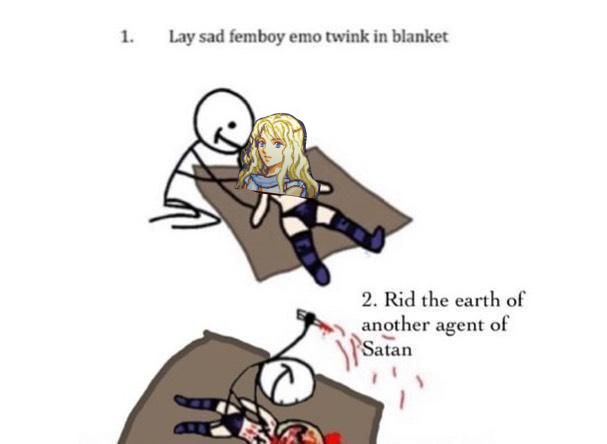 1. Lay sad femboy emo twink in blanket
2. Rid the earth of
another agent of
Satan